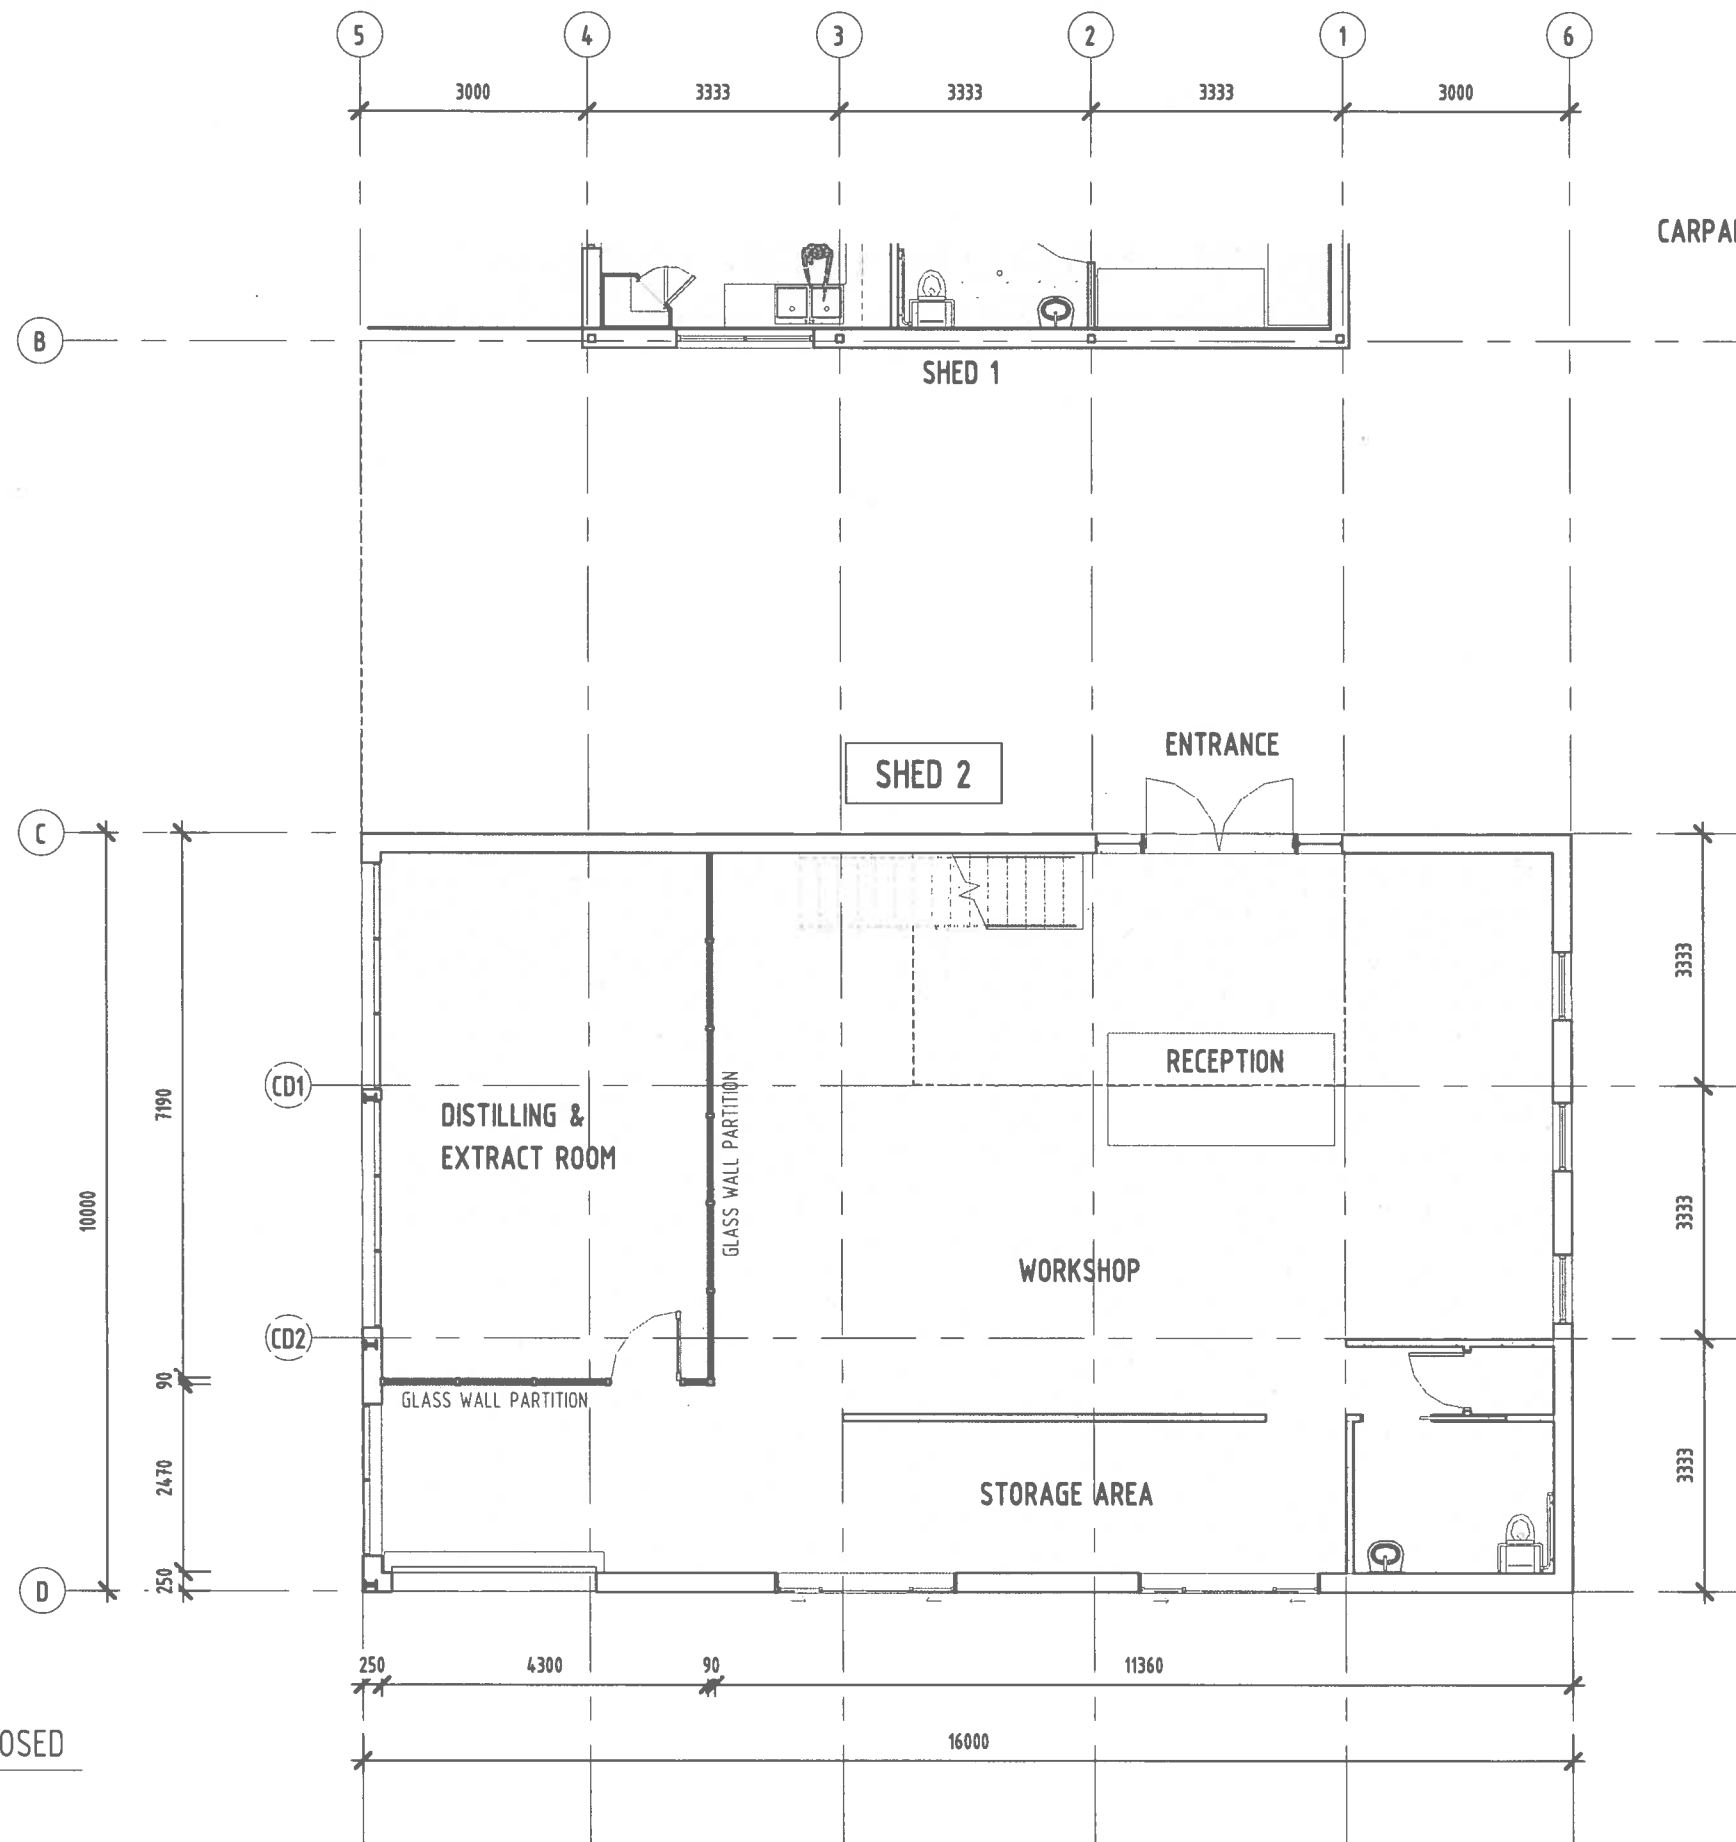 5 4 3 2 1 6
3000 3333 3333 3333 3000
B
SHED 1
SHED 2
ENTRANCE
C
3333
RECEPTION
CD1
7190
DISTILLING &
EXTRACT ROOM
GLASS WALL PARTITION
10000
3333
WORKSHOP
CD2
90
GLASS WALL PARTITION
2470
STORAGE AREA
3333
250
D
250 4300 90 11360
16000